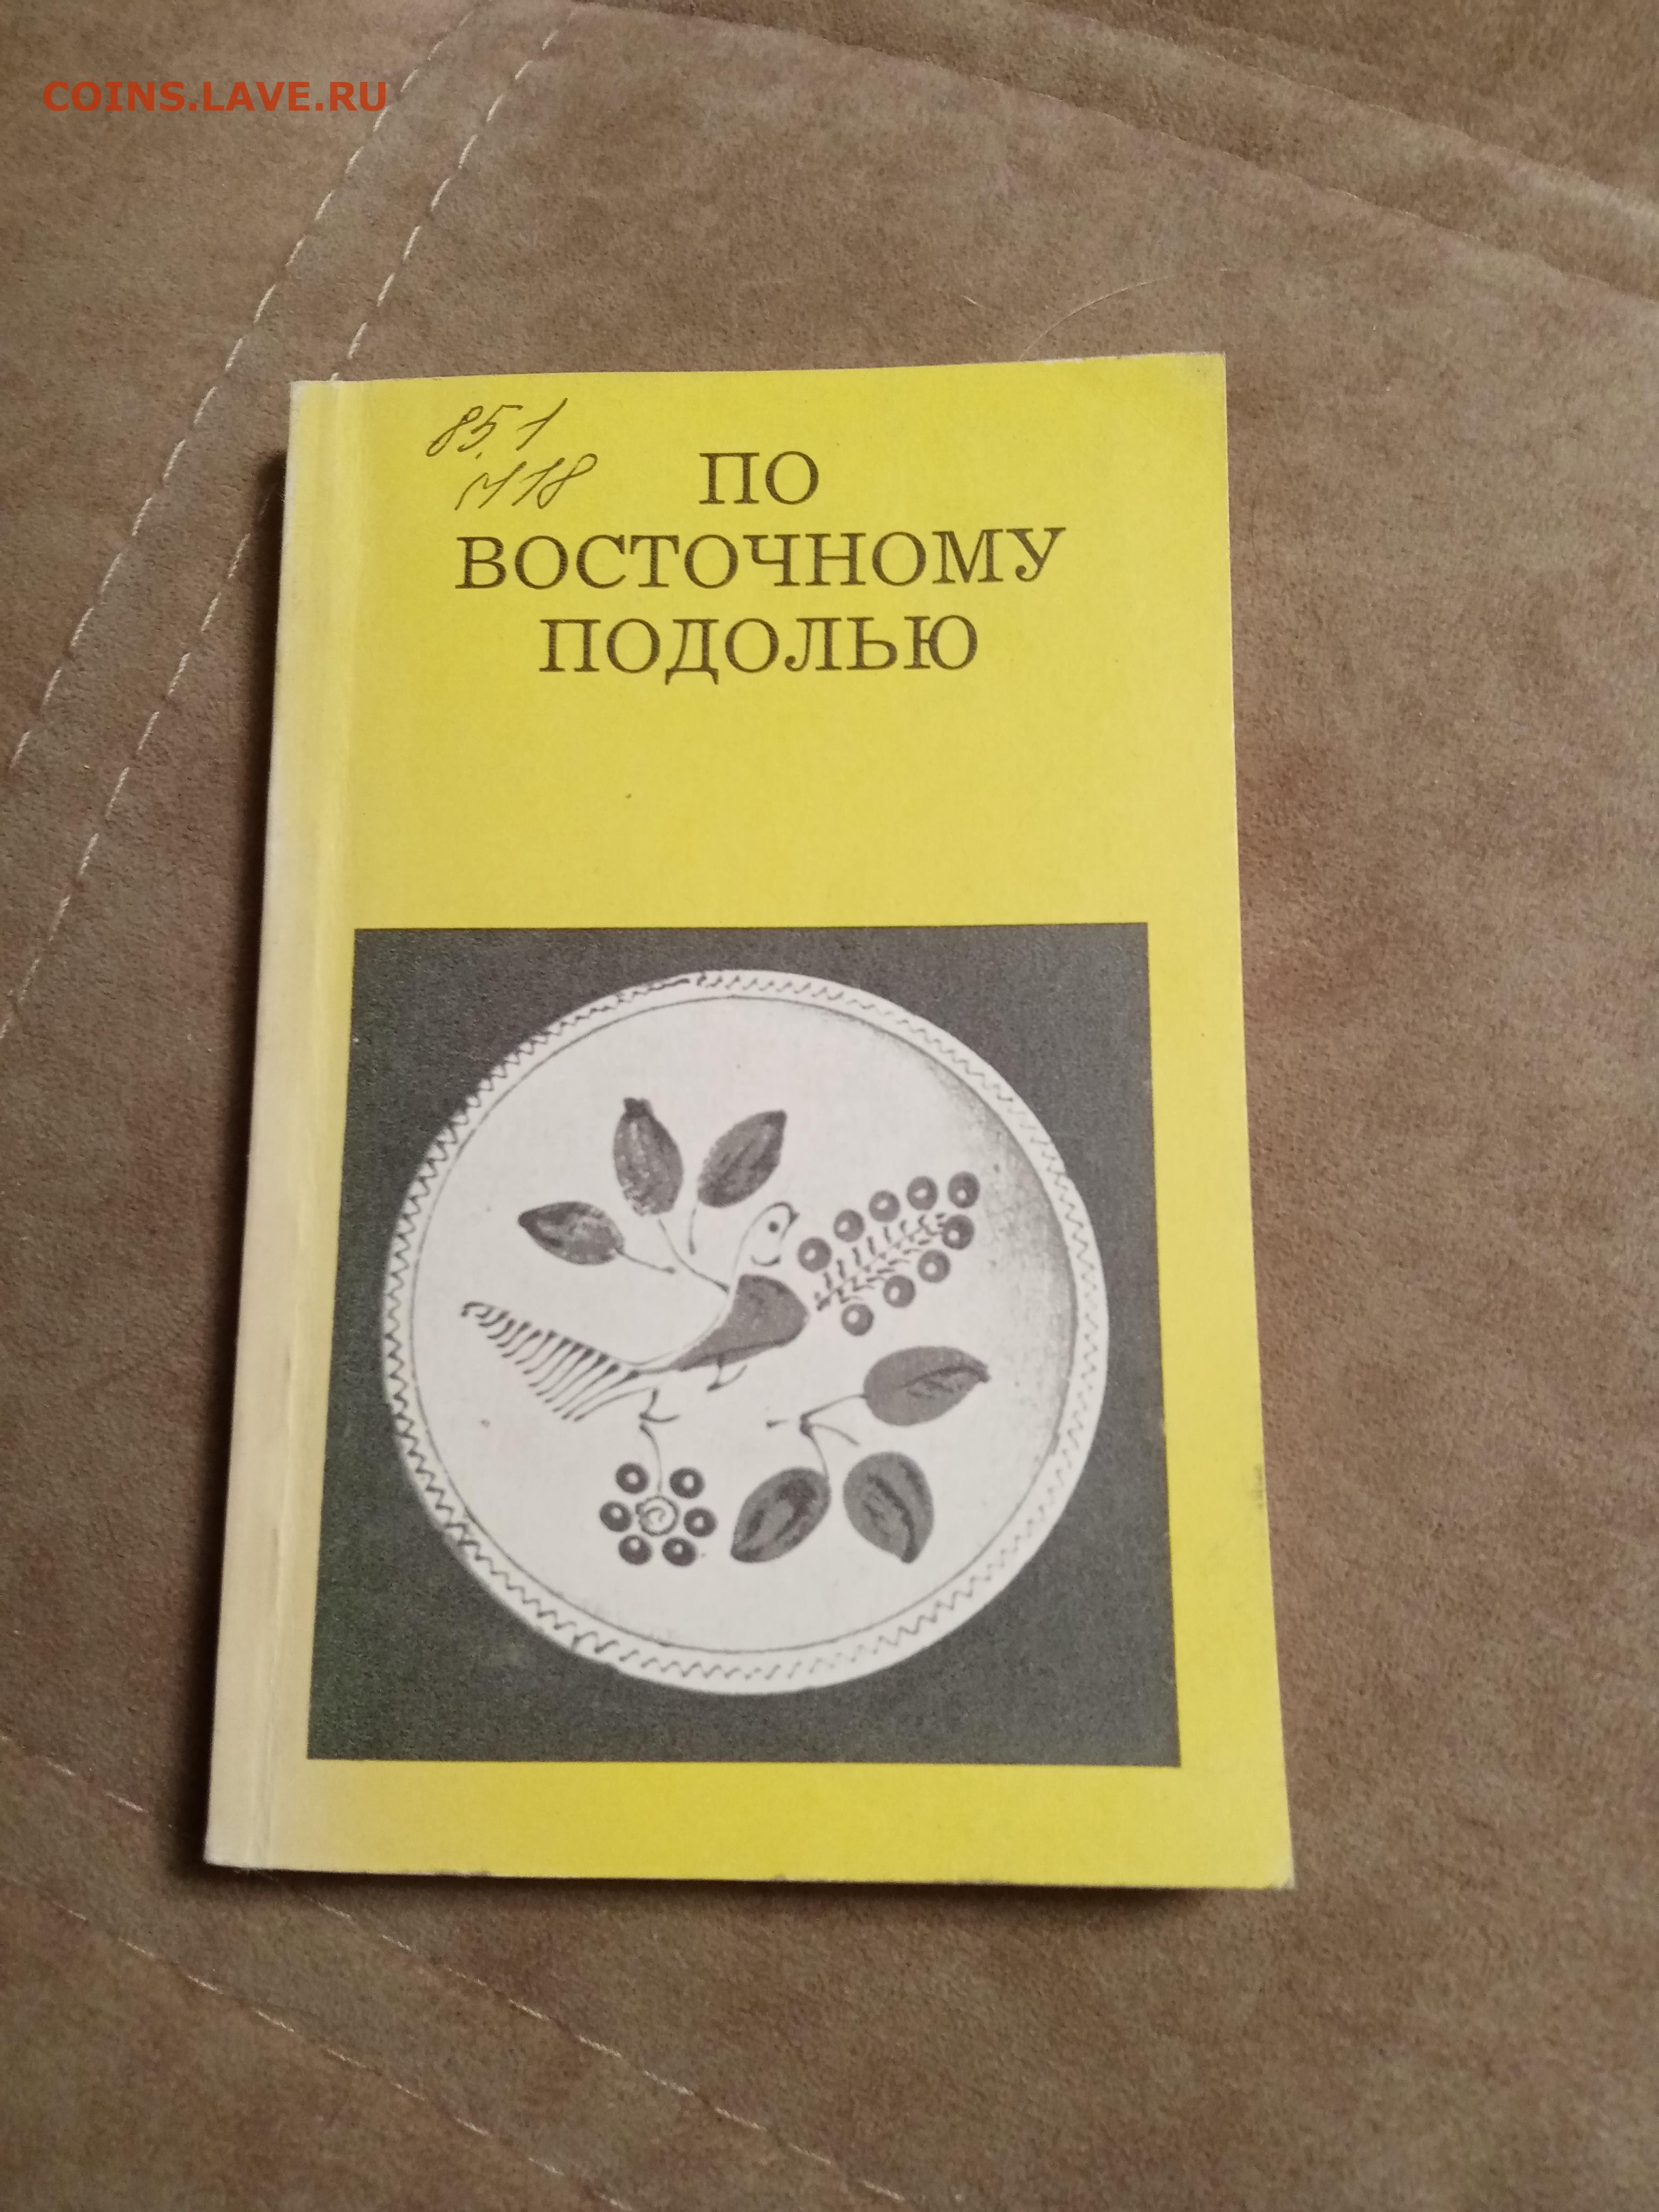 COINS.LAVE.RU
85.1
М18
ПО
ВОСТОЧНОМУ
ПОДОЛЬЮ